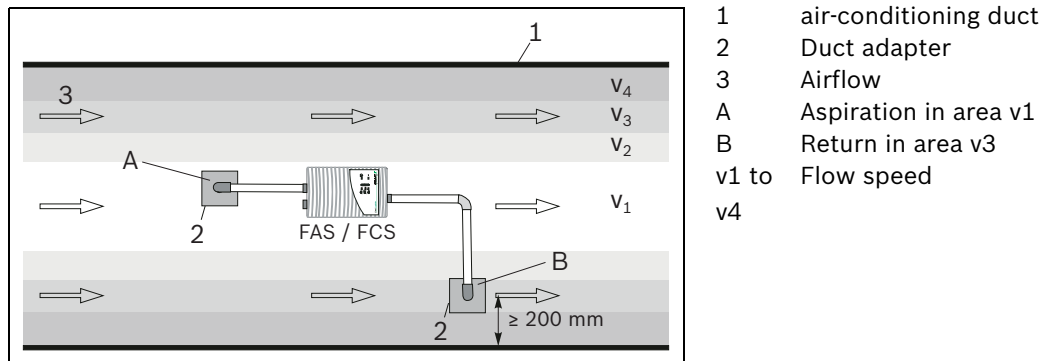 1
3
v4
v3
v2
A
v1
2
FAS / FCS
B
2
≥ 200 mm
1 air-conditioning duct
2 Duct adapter
3 Airflow
A Aspiration in area v1
B Return in area v3
v1 to Flow speed
v4